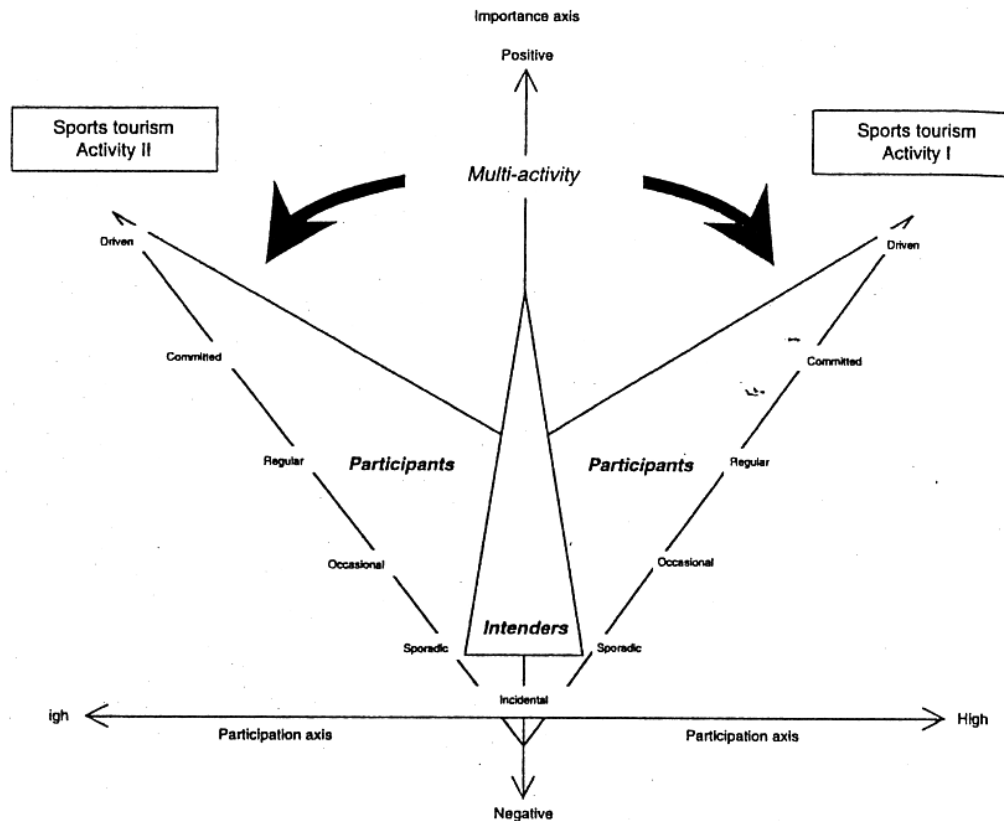 Importance axis
Positive
Sports tourism
Activity II
Sports tourism
Activity I
Multi-activity
Driven
Driven
Committed
Committed
Regular
Participants
Participants
Regular
Occasional
Occasional
Intenders
Sporadic
Sporadic
Incidental
igh
High
Participation axis
Participation axis
Negative